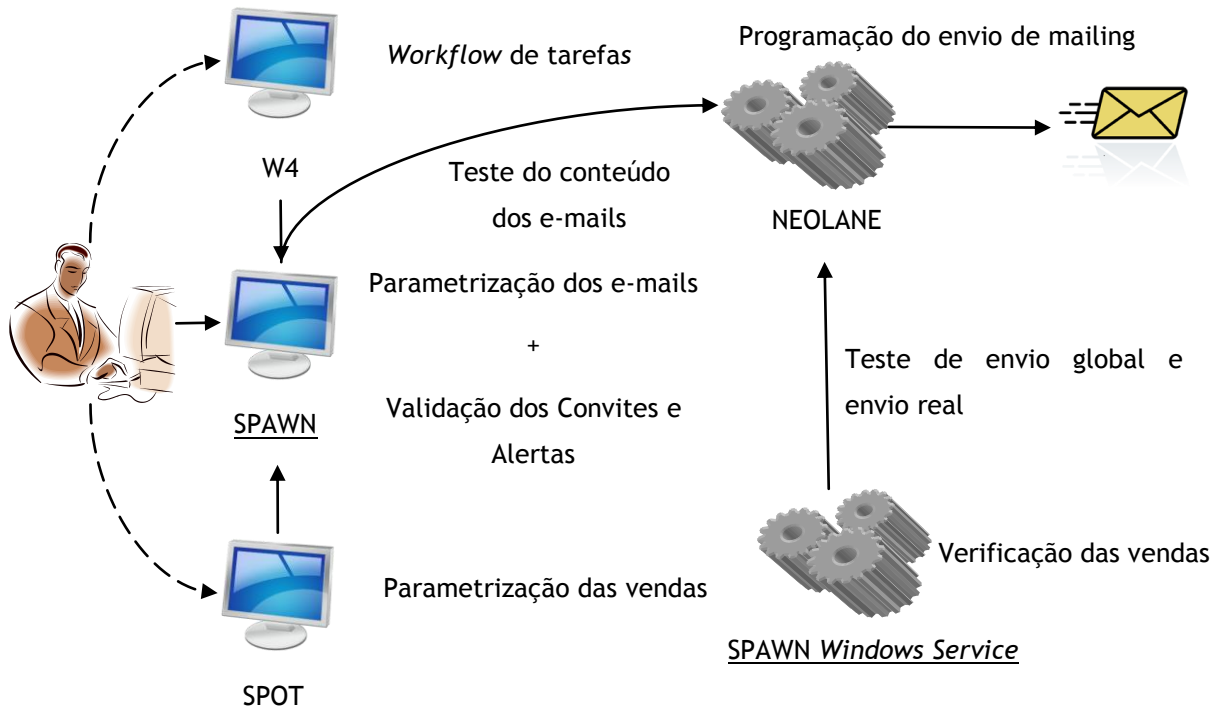 Programação do envio de mailing
Workflow de tarefas
W4
Teste do conteúdo
dos e-mails
NEOLANE
Parametrização dos e-mails
+
Validação dos Convites e
Alertas
SPAWN
Teste de envio global e
envio real
Verificação das vendas
Parametrização das vendas
SPAWN Windows Service
SPOT